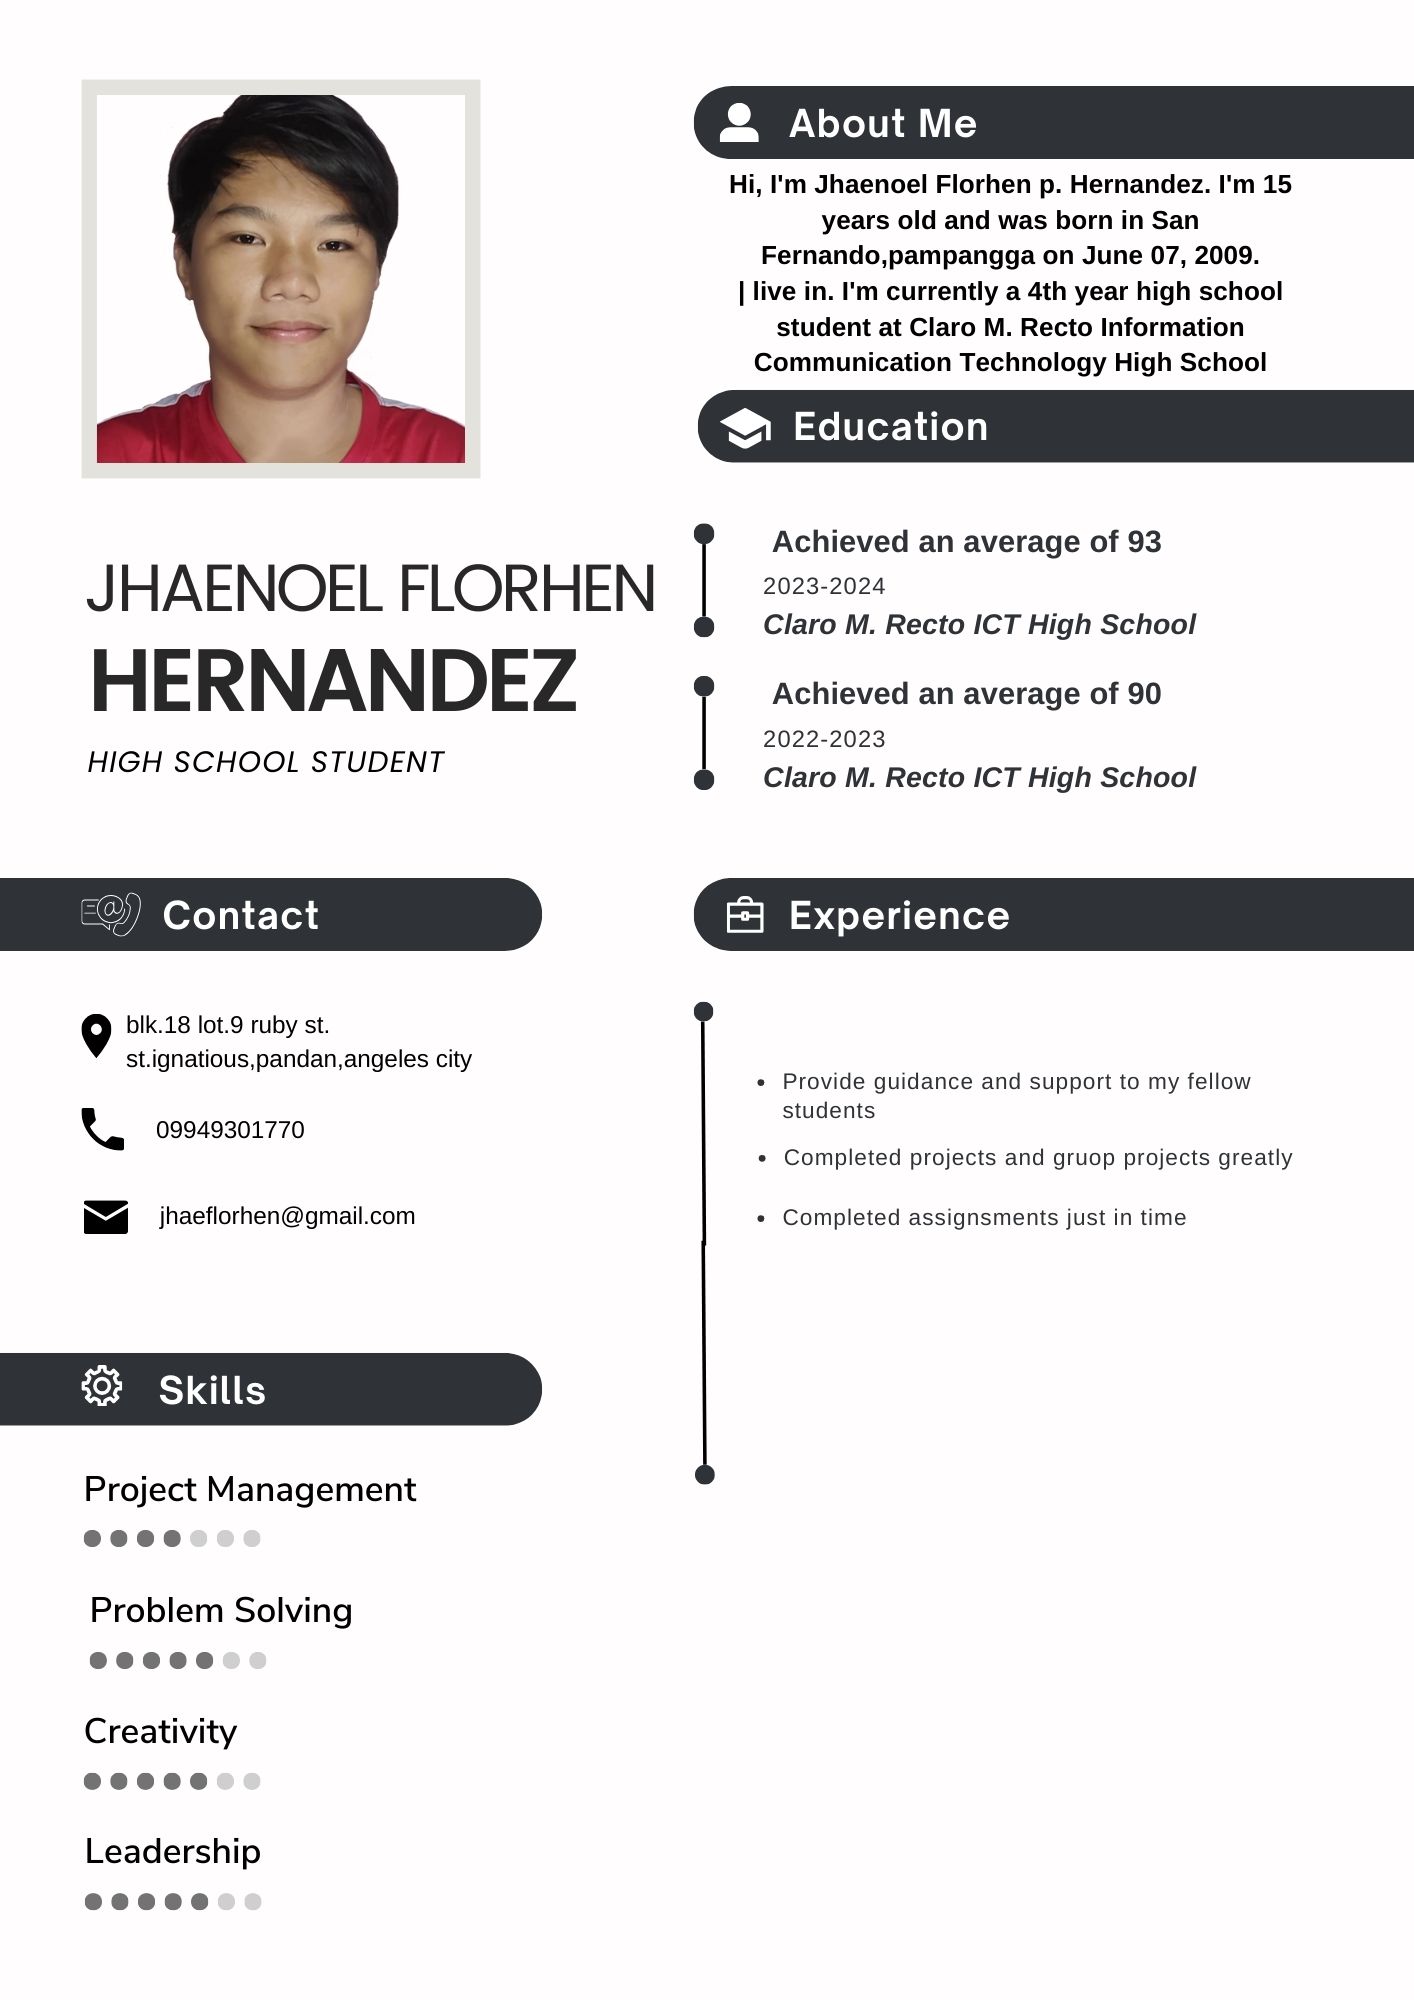 About Me
Hi, I'm Jhaenoel Florhen p. Hernandez. I'm 15
years old and was born in San
Fernando,pampangga on June 07, 2009.
| live in. I'm currently a 4th year high school
student at Claro M. Recto Information
Communication Technology High School
Education
Achieved an average of 93
2023-2024
Claro M. Recto ICT High School
Achieved an average of 90
2022-2023
Claro M. Recto ICT High School
JHAENOEL FLORHEN
HERNANDEZ
HIGH SCHOOL STUDENT
Contact
blk.18 lot.9 ruby st.
st.ignatious,pandan,angeles city
09949301770
jhaeflorhen@gmail.com
Experience
• Provide guidance and support to my fellow
students
• Completed projects and gruop projects greatly
• Completed assignsments just in time
Skills
Project Management
Problem Solving
Creativity
Leadership